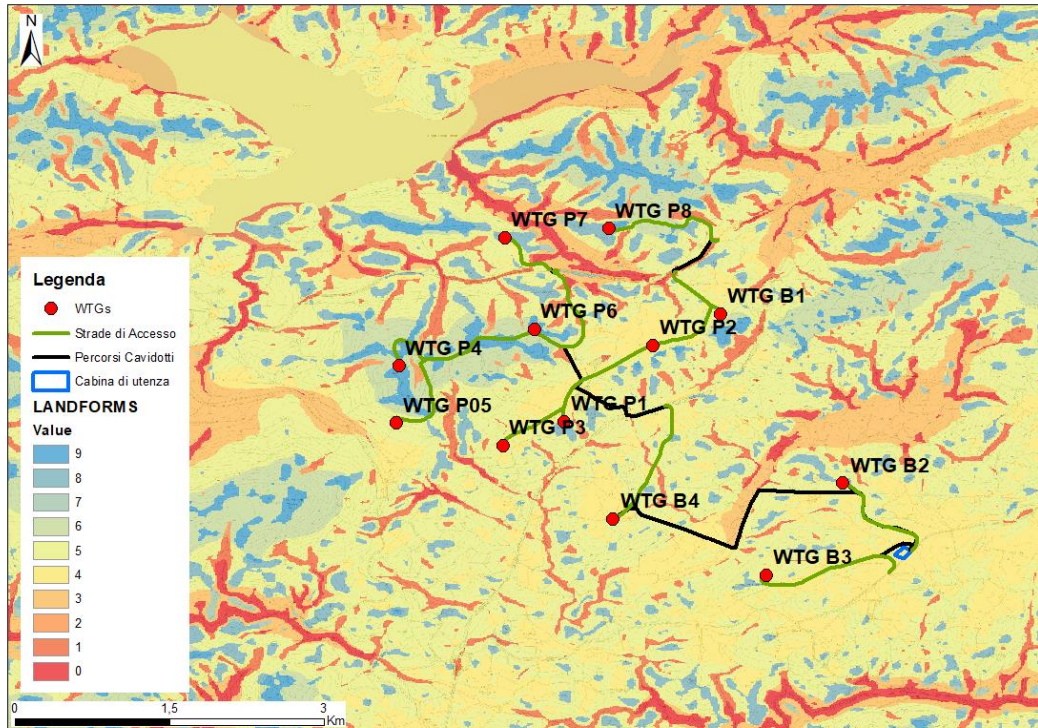 N
WTG P7
WTG P8
WTG B1
WTG P6
WTG P2
WTG P4
WTG P05
WTG P1
WTG P3
WTG B2
WTG B4
WTG B3
Legenda
WTGs
Strade di Accesso
Percorsi Cavidotti
Cabina di utenza
LANDFORMS
Value
9
8
7
6
5
4
3
2
1
0
0 1,5 3
Km